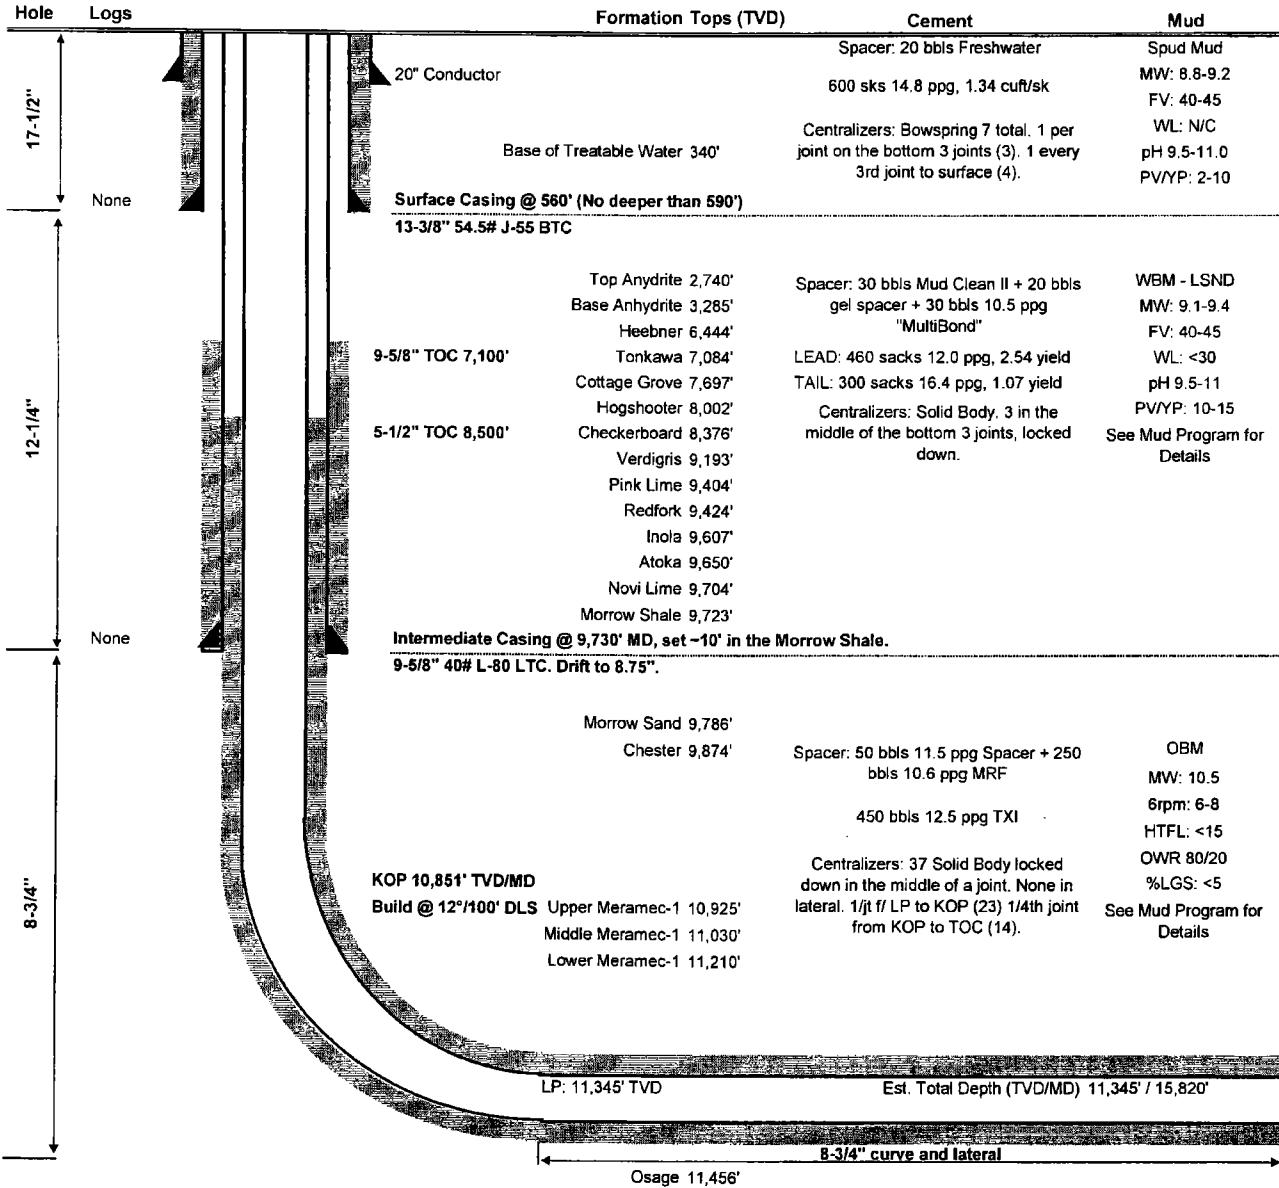 Hole Logs Formation Tops (TVD) Cement Mud
Spacer: 20 bbls Freshwater
Spud Mud
20" Conductor
600 sks 14.8 ppg, 1.34 cuft/sk
MW: 8.8-9.2
FV: 40-45
17-1/2"
Base of Treatable Water 340'
Centralizers: Bowspring 7 total. 1 per
joint on the bottom 3 joints (3). 1 every
3rd joint to surface (4).
WL: N/C
pH 9.5-11.0
PV/YP: 2-10
None
Surface Casing @ 560' (No deeper than 590')
13-3/8" 54.5# J-55 BTC
12-1/4"
Top Anydrite 2,740'
Base Anhydrite 3,285'
Heebner 6,444'
9-5/8" TOC 7,100'
Tonkawa 7,084'
Cottage Grove 7,697'
Hogshooter 8,002'
5-1/2" TOC 8,500'
Checkerboard 8,376'
Verdigris 9,193'
Pink Lime 9,404'
Redfork 9,424'
Inola 9,607'
Atoka 9,650'
Novi Lime 9,704'
Morrow Shale 9,723'
Spacer: 30 bbls Mud Clean II + 20 bbls
gel spacer + 30 bbls 10.5 ppg
"MultiBond"
LEAD: 460 sacks 12.0 ppg, 2.54 yield
TAIL: 300 sacks 16.4 ppg, 1.07 yield
Centralizers: Solid Body. 3 in the
middle of the bottom 3 joints, locked
down.
WBM - LSND
MW: 9.1-9.4
FV: 40-45
WL: <30
pH 9.5-11
PV/YP: 10-15
See Mud Program for
Details
None
Intermediate Casing @ 9,730' MD, set ~10' in the Morrow Shale.
9-5/8" 40# L-80 LTC. Drift to 8.75".
8-3/4"
Morrow Sand 9,786'
Chester 9,874'
KOP 10,851' TVD/MD
Build @ 12°/100' DLS
Upper Meramec-1 10,925'
Middle Meramec-1 11,030'
Lower Meramec-1 11,210'
Spacer: 50 bbls 11.5 ppg Spacer + 250
bbls 10.6 ppg MRF
450 bbls 12.5 ppg TXI
Centralizers: 37 Solid Body locked
down in the middle of a joint. None in
lateral. 1/jt f/ LP to KOP (23) 1/4th joint
from KOP to TOC (14).
OBM
MW: 10.5
6rpm: 6-8
HTFL: <15
OWR 80/20
%LGS: <5
See Mud Program for
Details
LP: 11,345' TVD
Est. Total Depth (TVD/MD) 11,345' / 15,820'
8-3/4" curve and lateral
Osage 11,456'